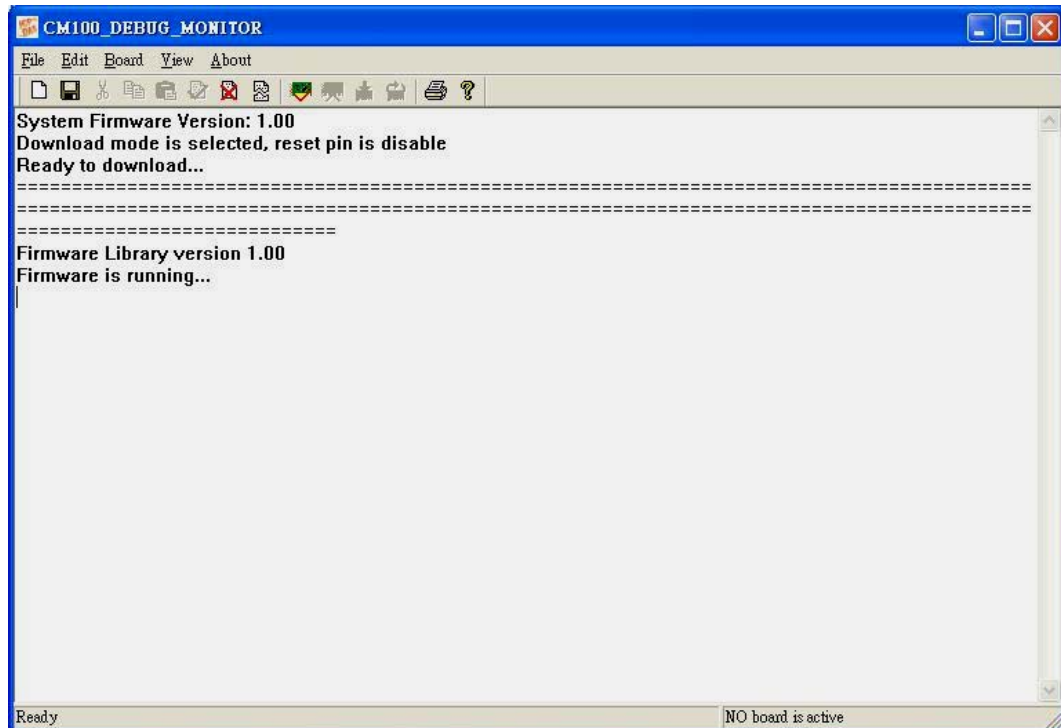 CM100_DEBUG_MONITOR
File Edit Board View About
System Firmware Version: 1.00
Download mode is selected, reset pin is disable
Ready to download...
============================================================================================
============================================================================================
=============================
Firmware Library version 1.00
Firmware is running...
Ready
NO board is active